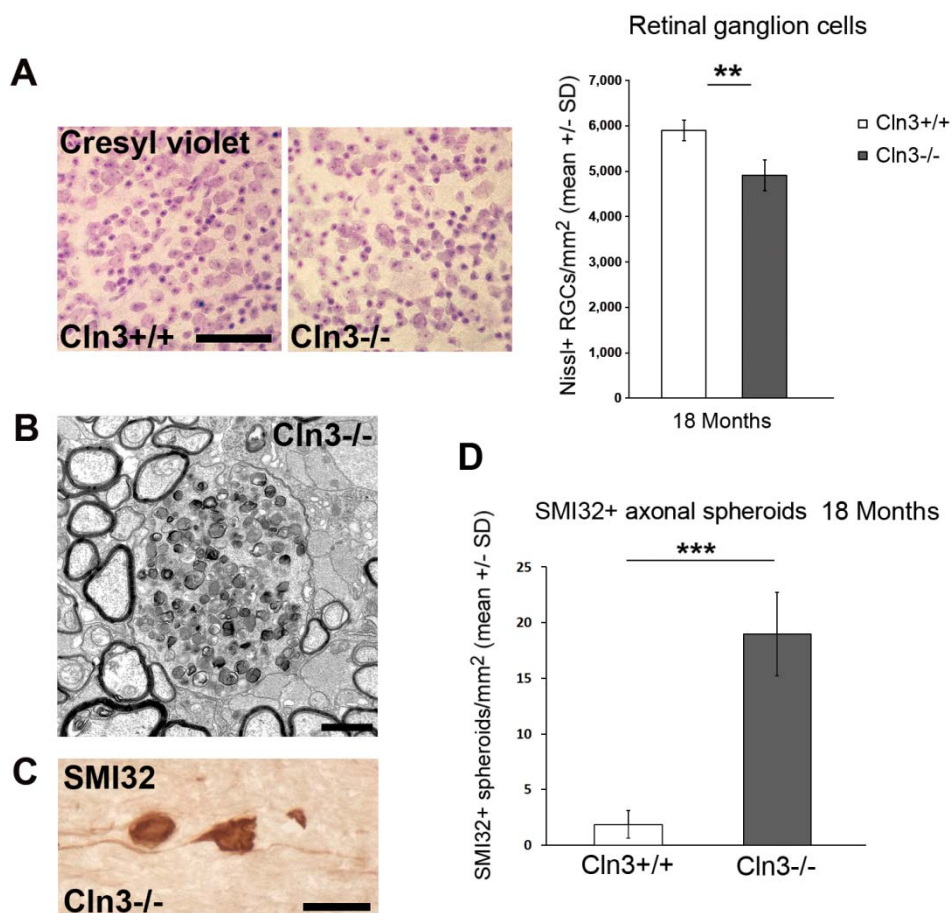 A
Cresyl violet
Cln3+/+
Cln3-/-
Retinal ganglion cells
**
Nissl+ RGCs/mm² (mean +/- SD)
7,000
6,000
5,000
4,000
3,000
2,000
1,000
0
18 Months
Cln3+/+
Cln3-/-
B
Cln3-/-
C
SMI32
Cln3-/-
D
SMI32+ axonal spheroids 18 Months
***
SMI32+ spheroids/mm² (mean +/- SD)
25
20
15
10
5
0
Cln3+/+
Cln3-/-